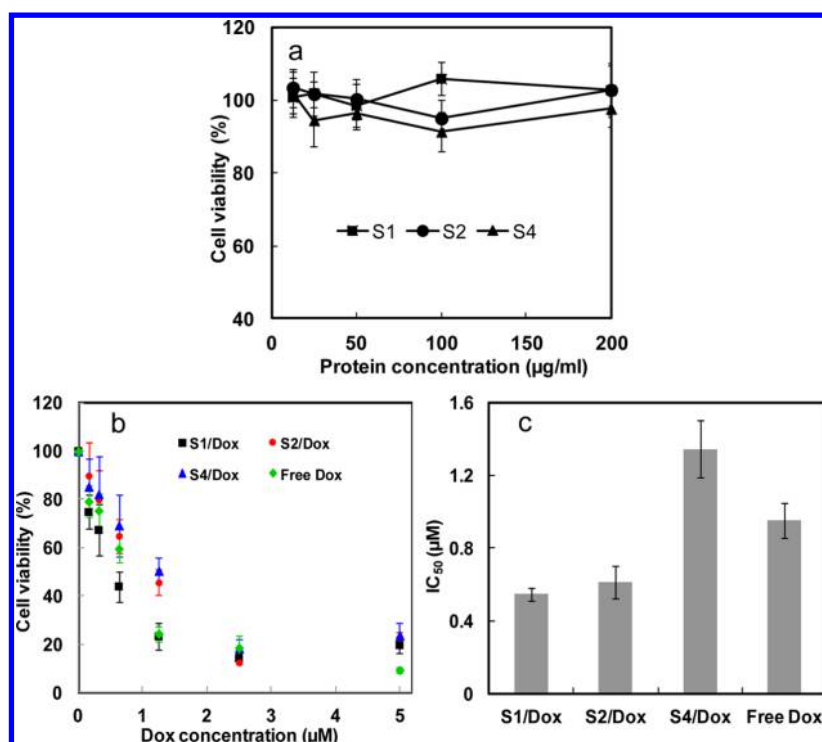 a
120
100
80
60
40
Cell viability (%)
S1 S2 S4
0 50 100 150 200
Protein concentration (μg/ml)
b
120
100
80
60
40
20
0
Cell viability (%)
S1/Dox S2/Dox
S4/Dox Free Dox
0 1 2 3 4 5
Dox concentration (μM)
c
1.6
1.2
0.8
0.4
0
IC50 (μM)
S1/Dox S2/Dox S4/Dox Free Dox